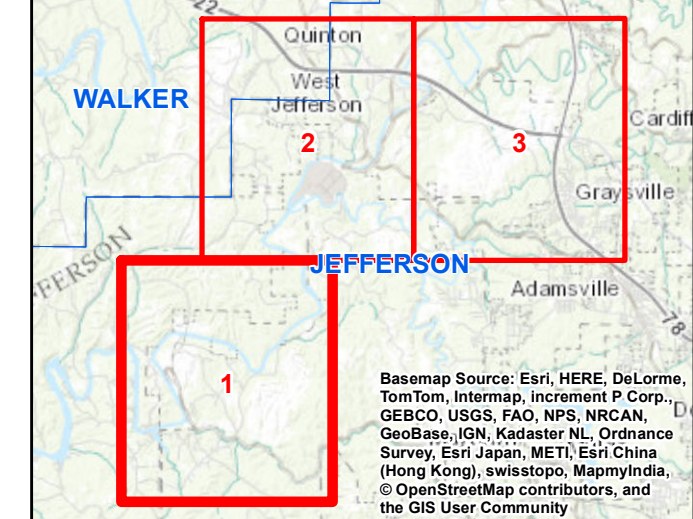 22
Quinton
WALKER
West
Jefferson
Cardiff
2
3
Graysville
FERSON
JEFFERSON
Adamsville
78
1
Basemap Source: Esri, HERE, DeLorme,
TomTom, Intermap, increment P Corp.,
GEBCO, USGS, FAO, NPS, NRCAN,
GeoBase, IGN, Kadaster NL, Ordnance
Survey, Esri Japan, METI, Esri China
(Hong Kong), swisstopo, MapmyIndia,
© OpenStreetMap contributors, and
the GIS User Community